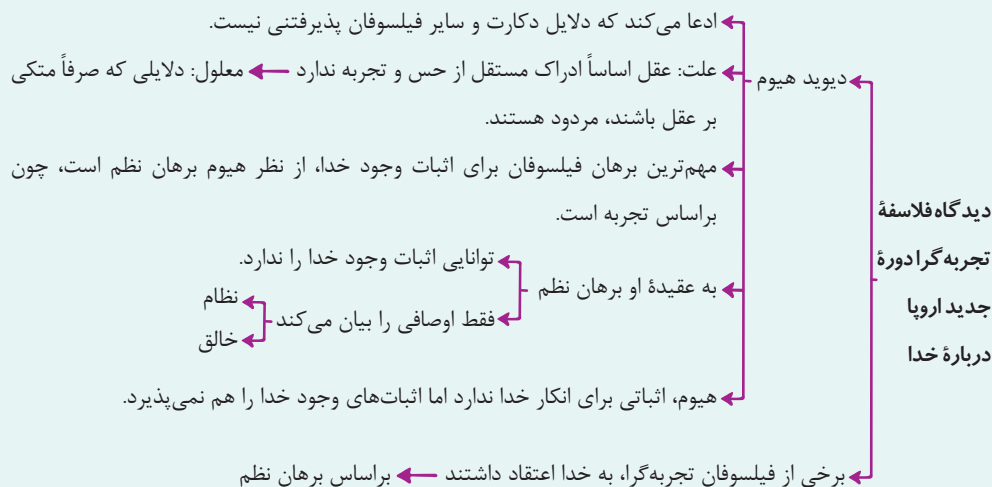 دیدگاه فلاسفهٔ
تجربه‌گرا دورهٔ
جدید اروپا
دربارهٔ خدا
دیوید هیوم
ادعا می‌کند که دلایل دکارت و سایر فیلسوفان پذیرفتنی نیست.
علت: عقل اساساً ادراک مستقل از حس و تجربه ندارد معلول: دلایلی که صرفاً متکی
بر عقل باشند، مردود هستند.
مهم‌ترین برهان فیلسوفان برای اثبات وجود خدا، از نظر هیوم برهان نظم است، چون
براساس تجربه است.
به عقیدهٔ او برهان نظم
توانایی اثبات وجود خدا را ندارد.
فقط اوصافی را بیان می‌کند
نظام
خالق
هیوم، اثباتی برای انکار خدا ندارد اما اثبات‌های وجود خدا را هم نمی‌پذیرد.
برخی از فیلسوفان تجربه‌گرا، به خدا اعتقاد داشتند براساس برهان نظم